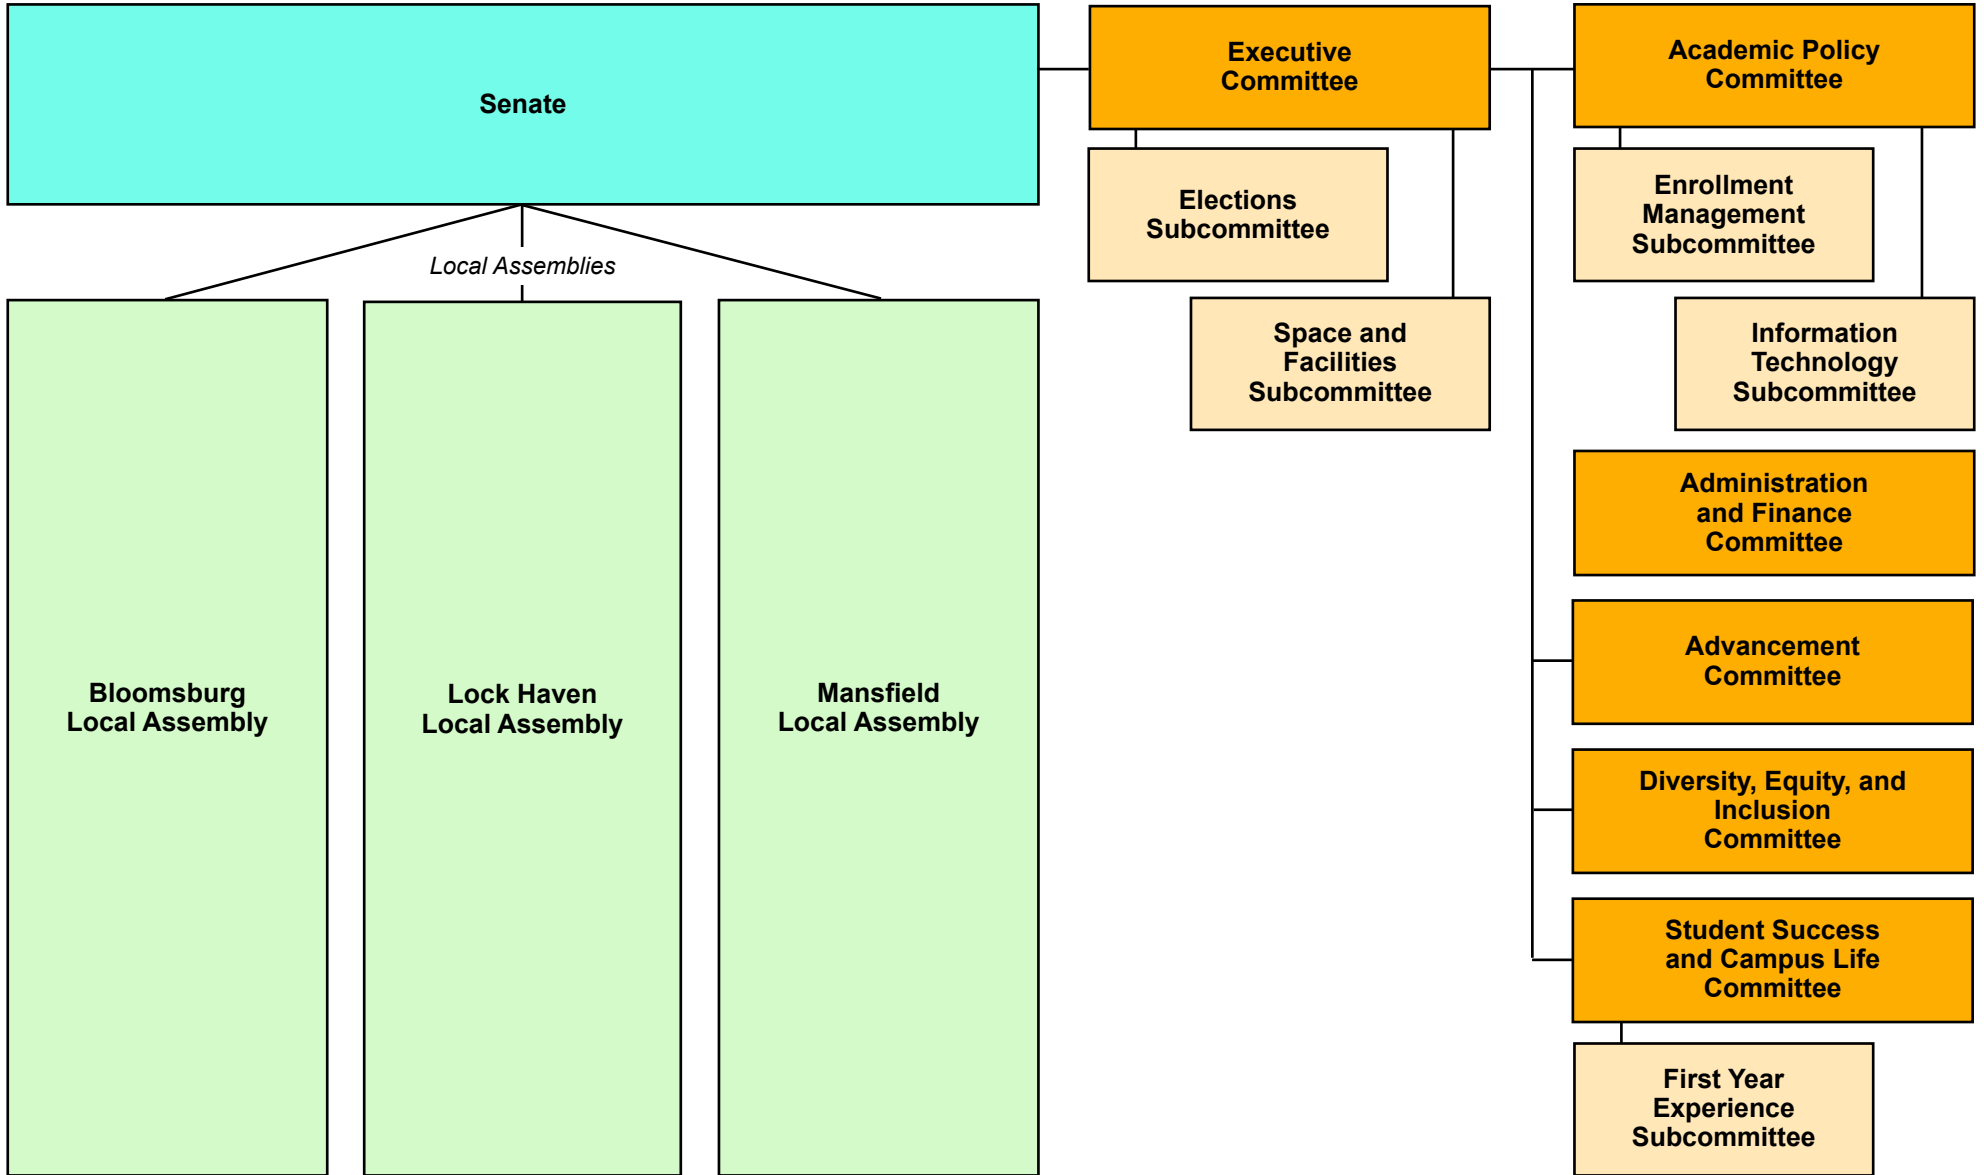 Senate
Executive
Committee
Academic Policy
Committee
Elections
Subcommittee
Enrollment
Management
Subcommittee
Local Assemblies
Space and
Facilities
Subcommittee
Information
Technology
Subcommittee
Administration
and Finance
Committee
Bloomsburg
Local Assembly
Lock Haven
Local Assembly
Mansfield
Local Assembly
Advancement
Committee
Diversity, Equity, and
Inclusion
Committee
Student Success
and Campus Life
Committee
First Year
Experience
Subcommittee